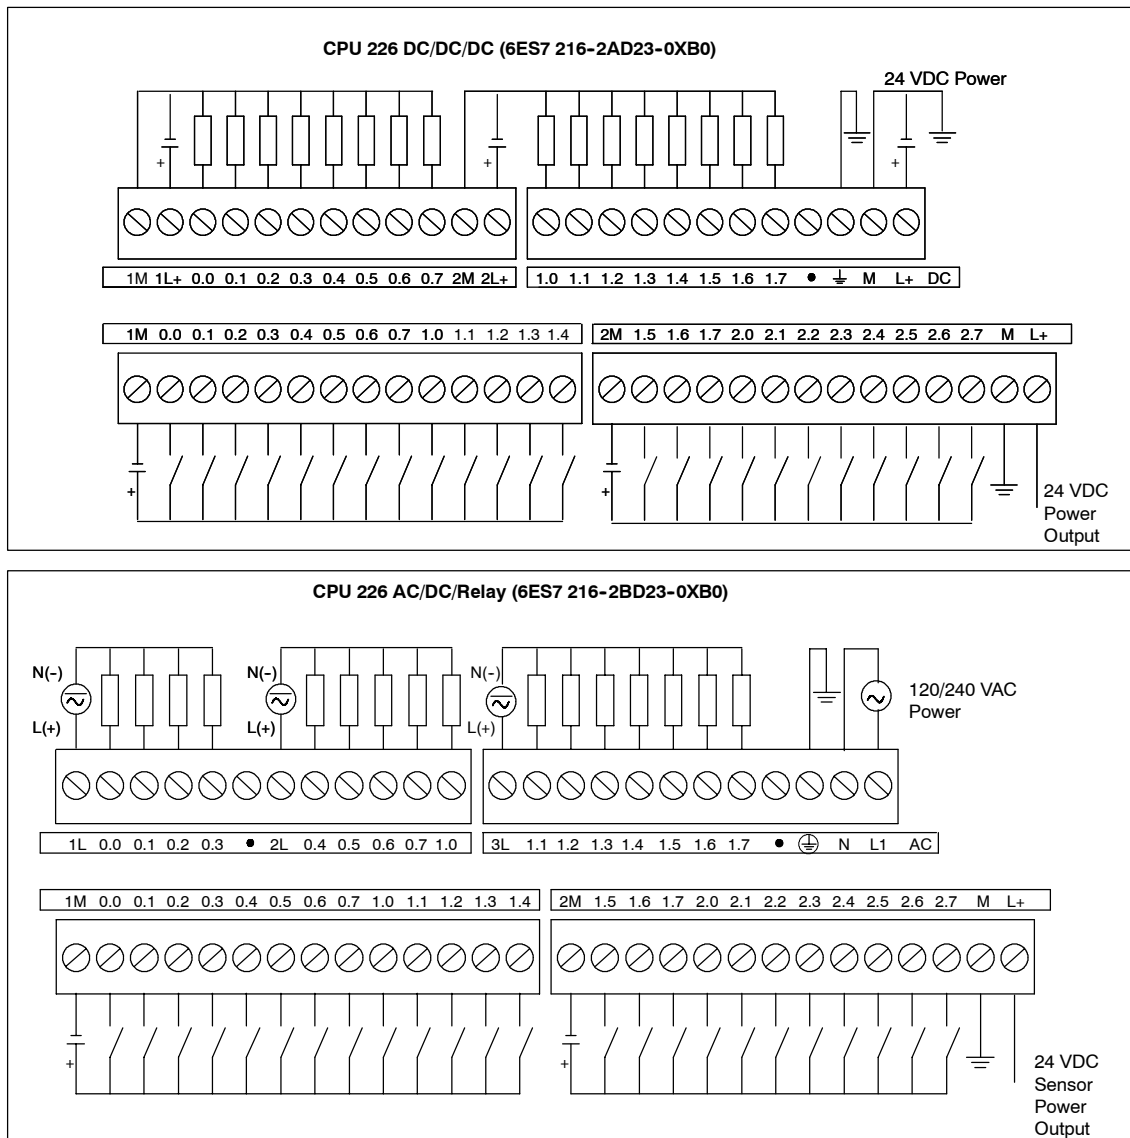 CPU 226 DC/DC/DC (6ES7 216-2AD23-0XB0)
24 VDC Power
+ + +
1M 1L+ 0.0 0.1 0.2 0.3 0.4 0.5 0.6 0.7 2M 2L+ 1.0 1.1 1.2 1.3 1.4 1.5 1.6 1.7 • ⏚ M L+ DC
1M 0.0 0.1 0.2 0.3 0.4 0.5 0.6 0.7 1.0 1.1 1.2 1.3 1.4 2M 1.5 1.6 1.7 2.0 2.1 2.2 2.3 2.4 2.5 2.6 2.7 M L+
+ +
24 VDC
Power
Output
CPU 226 AC/DC/Relay (6ES7 216-2BD23-0XB0)
N(-) N(-) N(-)
120/240 VAC
Power
L(+) L(+) L(+)
1L 0.0 0.1 0.2 0.3 • 2L 0.4 0.5 0.6 0.7 1.0 3L 1.1 1.2 1.3 1.4 1.5 1.6 1.7 • ⏚ N L1 AC
1M 0.0 0.1 0.2 0.3 0.4 0.5 0.6 0.7 1.0 1.1 1.2 1.3 1.4 2M 1.5 1.6 1.7 2.0 2.1 2.2 2.3 2.4 2.5 2.6 2.7 M L+
+ +
24 VDC
Sensor
Power
Output